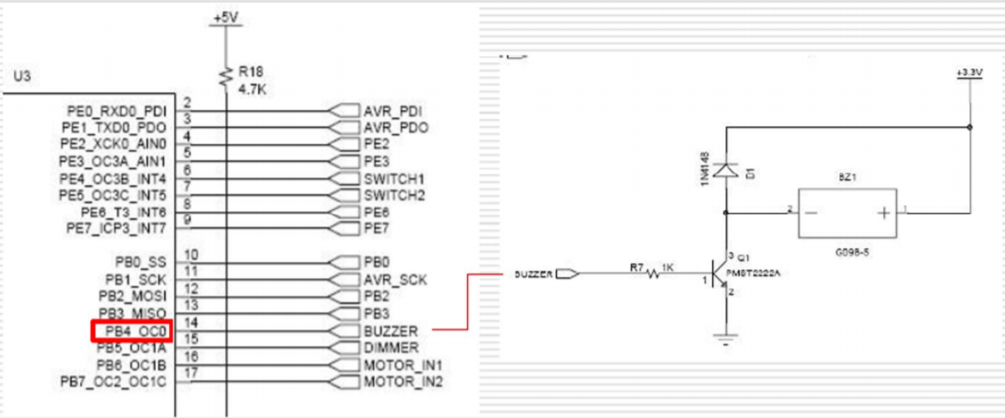 +5V
R18
4.7K
U3
PE0_RXD0_PDI 2 AVR_PDI
PE1_TXD0_PDO 3 AVR_PDO
PE2_XCK0_AIN0 4 PE2
PE3_OC3A_AIN1 5 PE3
PE4_OC3B_INT4 6 SWITCH1
PE5_OC3C_INT5 7 SWITCH2
PE6_T3_INT6 8 PE6
PE7_ICP3_INT7 9 PE7
PB0_SS 10 PB0
PB1_SCK 11 AVR_SCK
PB2_MOSI 12 PB2
PB3_MISO 13 PB3
PB4_OC0 14 BUZZER
PB5_OC1A 15 DIMMER
PB6_OC1B 16 MOTOR_IN1
PB7_OC2_OC1C 17 MOTOR_IN2
+3.3V
1N4148
D1
BZ1
2 − + 1
G098-5
BUZZER
R7 1K
3 Q1
1 PMBT2222A
2